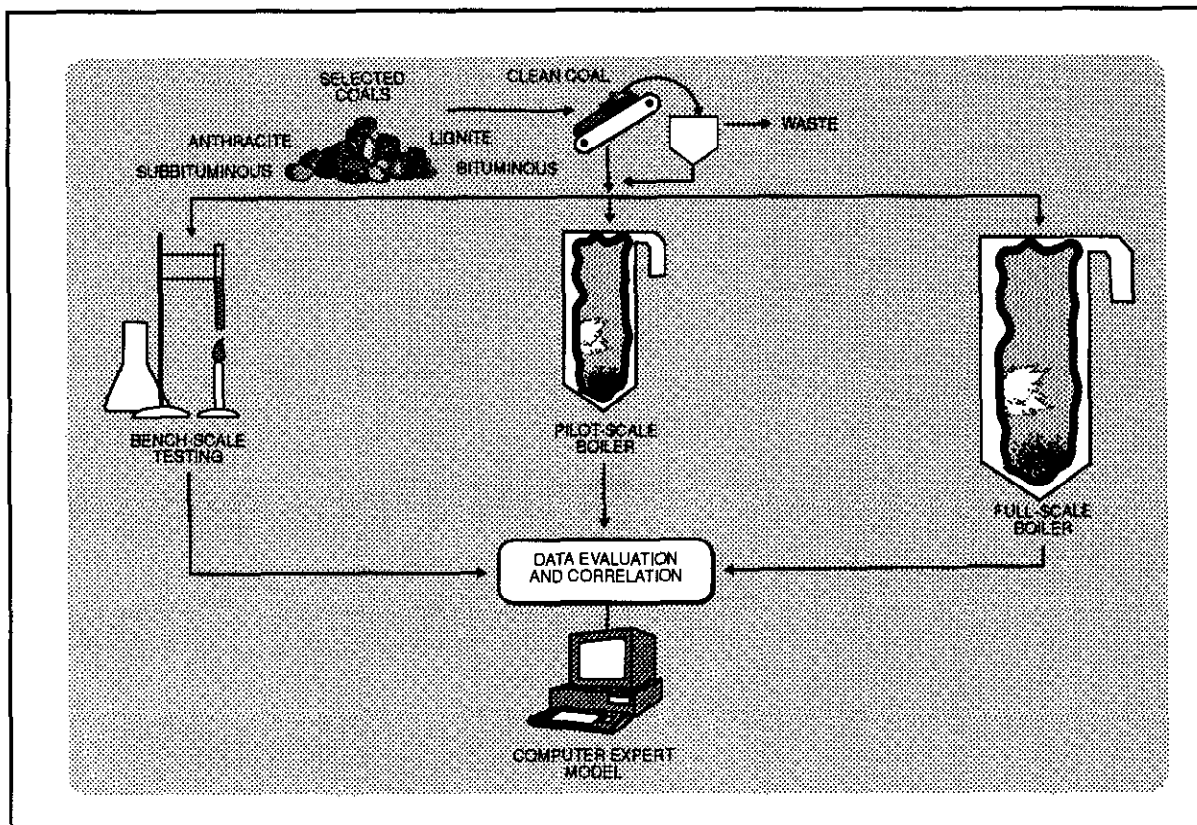 SELECTED
COALS
CLEAN COAL
WASTE
ANTHRACITE
LIGNITE
SUBBITUMINOUS
BITUMINOUS
BENCH-SCALE
TESTING
PILOT-SCALE
BOILER
FULL-SCALE
BOILER
DATA EVALUATION
AND CORRELATION
COMPUTER EXPERT
MODEL